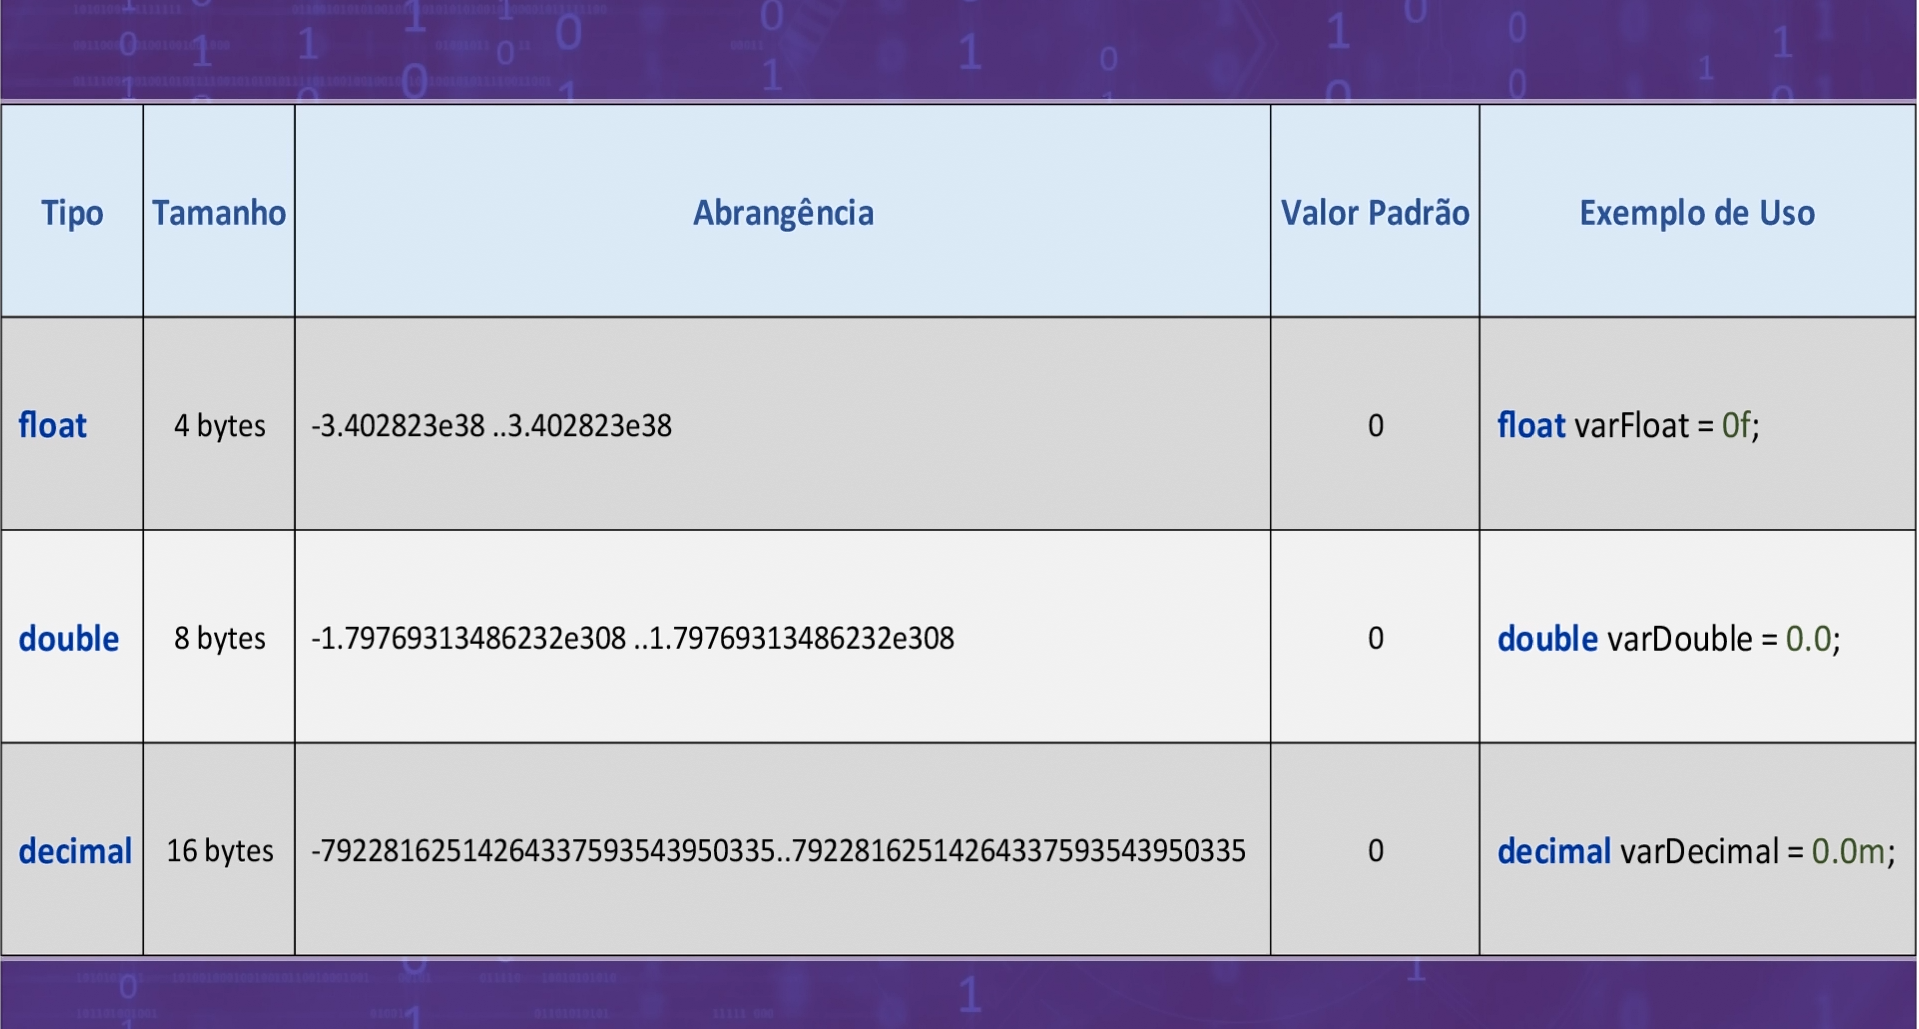 Tipo Tamanho Abrangência Valor Padrão Exemplo de Uso
float 4 bytes -3.402823e38 ..3.402823e38 0 float varFloat = 0f;
double 8 bytes -1.79769313486232e308 ..1.79769313486232e308 0 double varDouble = 0.0;
decimal 16 bytes -79228162514264337593543950335..79228162514264337593543950335 0 decimal varDecimal = 0.0m;